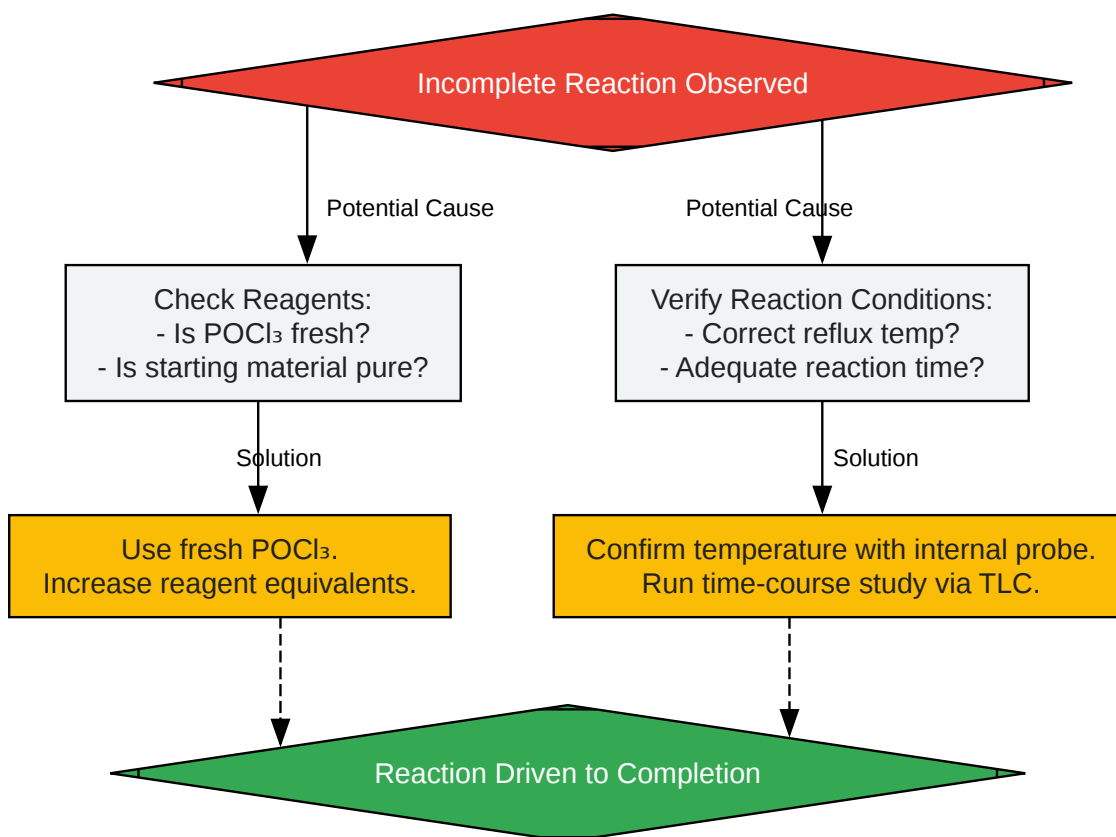 Incomplete Reaction Observed
Potential Cause
Potential Cause
Check Reagents:
- Is POCl₃ fresh?
- Is starting material pure?
Verify Reaction Conditions:
- Correct reflux temp?
- Adequate reaction time?
Solution
Solution
Use fresh POCl₃.
Increase reagent equivalents.
Confirm temperature with internal probe.
Run time-course study via TLC.
Reaction Driven to Completion